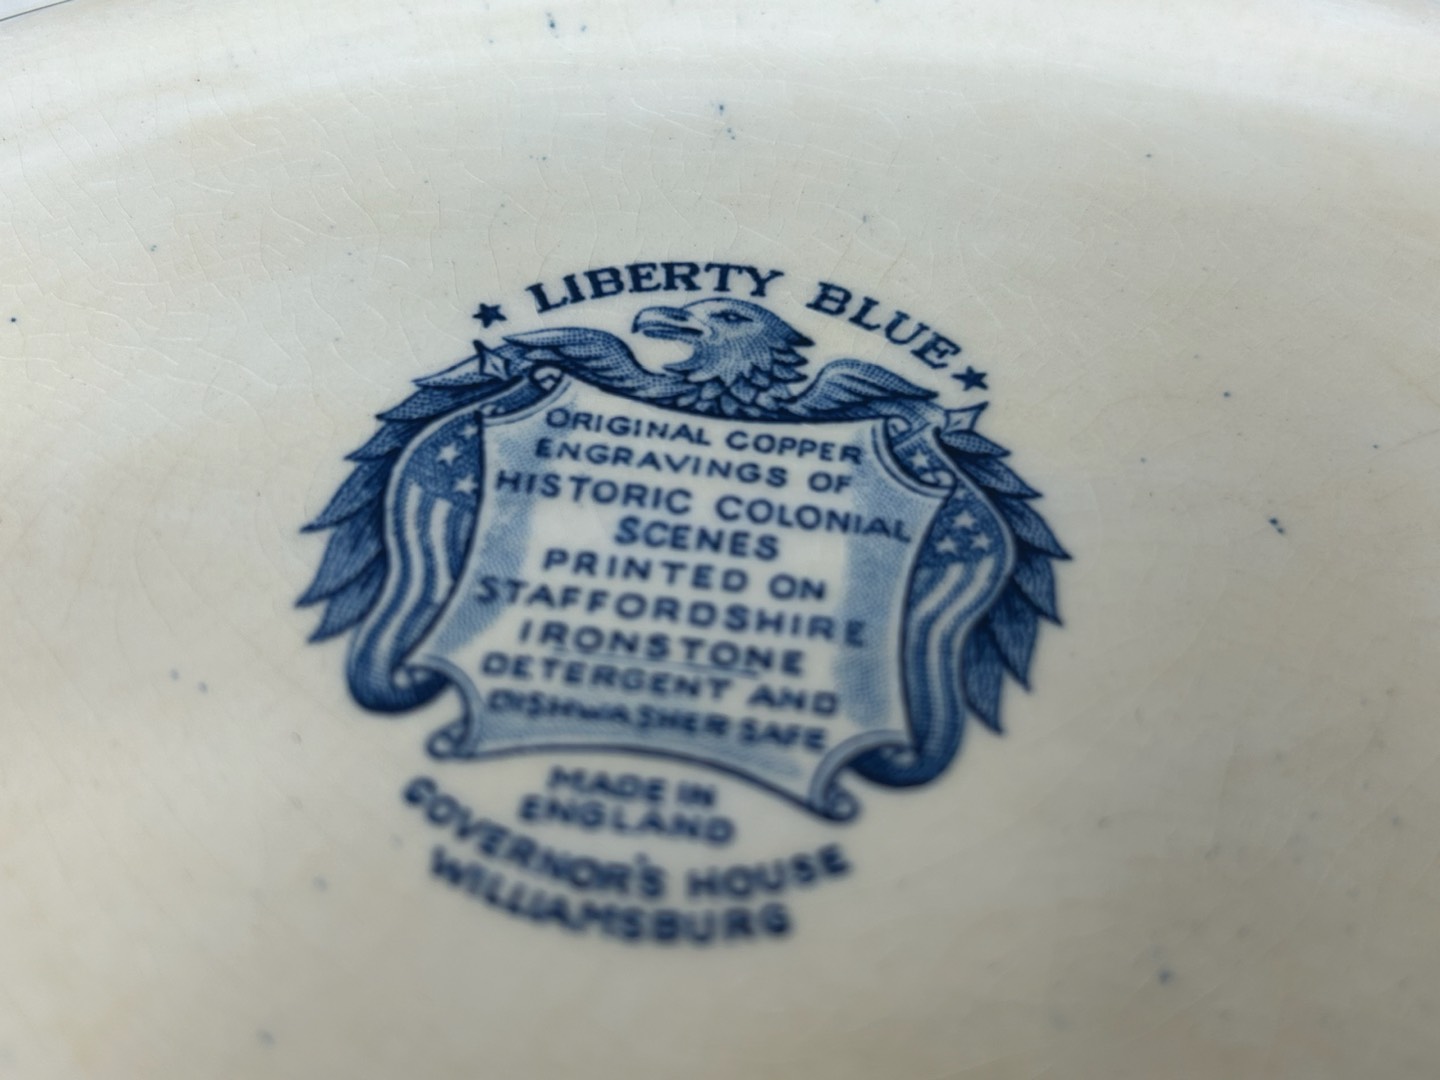 LIBERTY BLUE
ORIGINAL COPPER
ENGRAVINGS OF
HISTORIC COLONIAL
SCENES
PRINTED ON
STAFFORDSHIRE
IRONSTONE
DETERGENT AND
DISHWASHER SAFE
MADE IN
ENGLAND
GOVERNOR'S HOUSE
WILLIAMSBURG